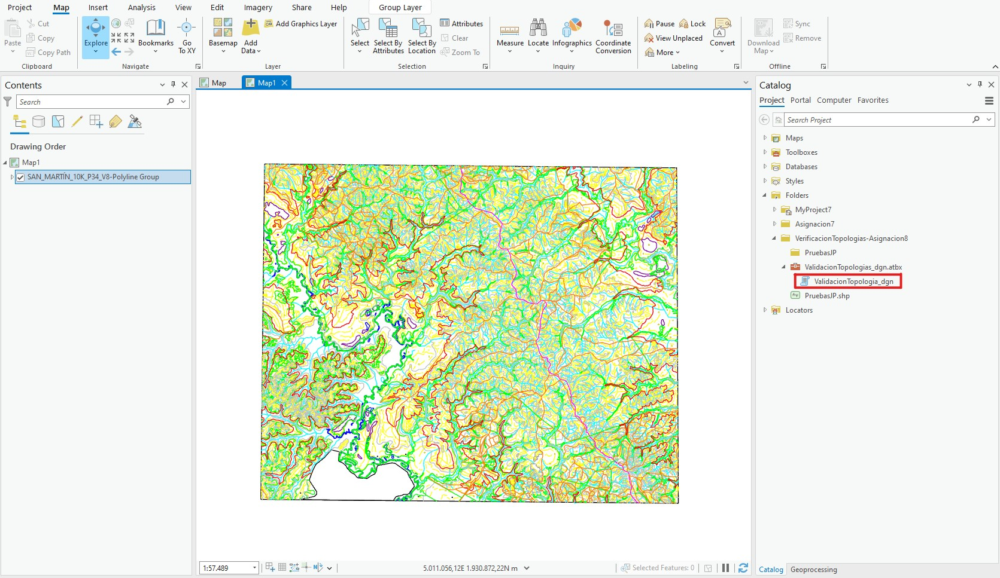 Project Map Insert Analysis View Edit Imagery Share Help Group Layer
Paste
Cut
Copy
Copy Path
Clipboard
Explore
Bookmarks
Go
To XY
Navigate
Basemap
Add
Data
Add Graphics Layer
Layer
Select
Select By
Attributes
Select By
Location
Attributes
Clear
Zoom To
Selection
Measure
Locate
Infographics
Coordinate
Conversion
Inquiry
Pause
Lock
View Unplaced
More
Convert
Labeling
Download
Map
Sync
Remove
Offline
Contents
Search
Drawing Order
Map1
SAN_MARTÍN_10K_P34_V8-Polyline Group
Map
Map1
1:57.489
5.011.056,12E 1.930.872,22N m
Selected Features: 0
Catalog
Project Portal Computer Favorites
Search Project
Maps
Toolboxes
Databases
Styles
Folders
MyProject7
Asignacion7
VerificacionTopologias-Asignacion8
PruebasJP
ValidacionTopologias_dgn.atbx
ValidacionTopologia_dgn
PruebasJP.shp
Locators
Catalog Geoprocessing